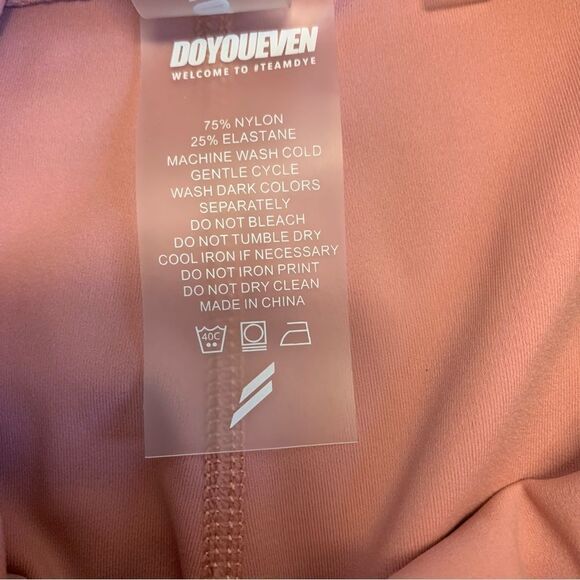 DOYOUEVEN
WELCOME TO #TEAMDYE
75% NYLON
25% ELASTANE
MACHINE WASH COLD
GENTLE CYCLE
WASH DARK COLORS
SEPARATELY
DO NOT BLEACH
DO NOT TUMBLE DRY
COOL IRON IF NECESSARY
DO NOT IRON PRINT
DO NOT DRY CLEAN
MADE IN CHINA
40C